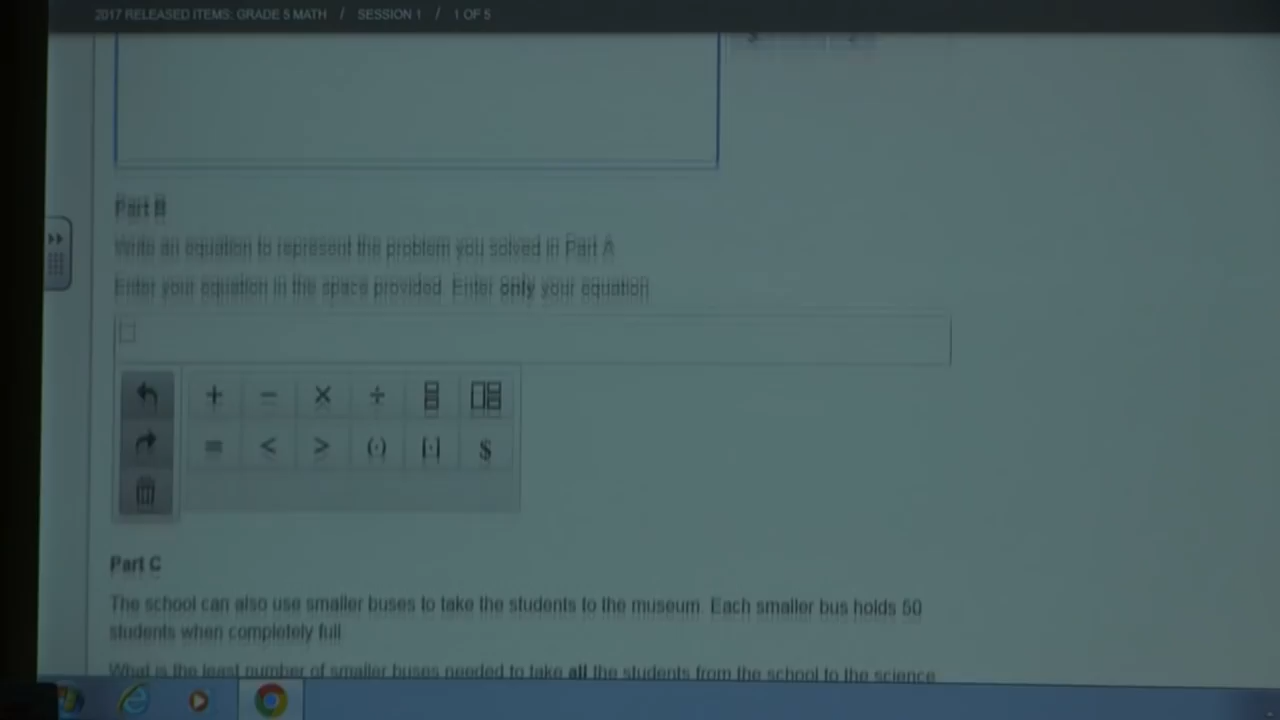 2017 RELEASED ITEMS: GRADE 5 MATH / SESSION 1 / 1 OF 5
Part B
Write an equation to represent the problem you solved in Part A
Enter your equation in the space provided. Enter only your equation
+ − × ÷
= < > (·) [·] $
Part C
The school can also use smaller buses to take the students to the museum. Each smaller bus holds 50
students when completely full
What is the least number of smaller buses needed to take all the students from the school to the science